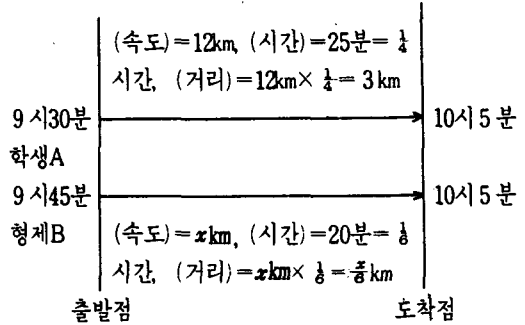 (속도)=12km, (시간)=25분=¼
시간, (거리)=12km×¼=3km
9시30분 10시5분
학생A
9시45분 10시5분
형제B (속도)=xkm, (시간)=20분=⅙
시간, (거리)=xkm×⅙=x/6km
출발점 도착점